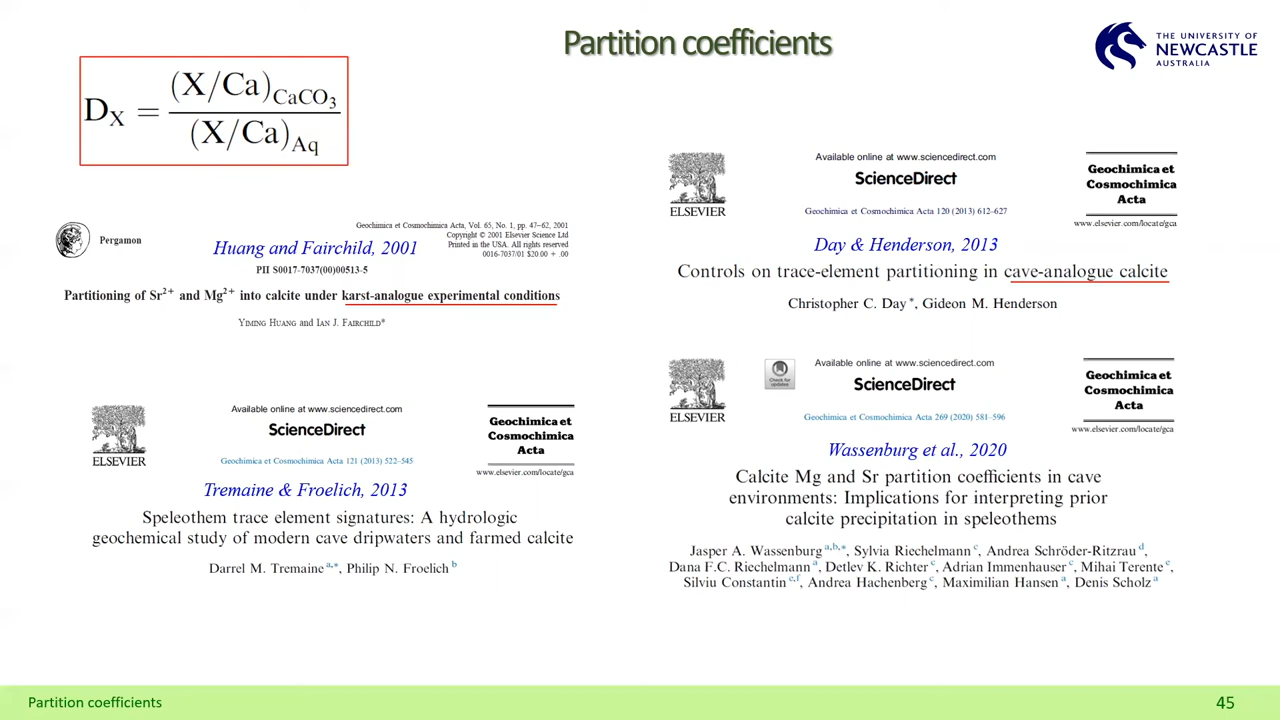 Partition coefficients
THE UNIVERSITY OF
NEWCASTLE
AUSTRALIA
D_X = (X/Ca)_CaCO₃ / (X/Ca)_Aq
Geochimica et Cosmochimica Acta, Vol. 65, No. 1, pp. 47–62, 2001
Copyright © 2001 Elsevier Science Ltd
Printed in the USA. All rights reserved
0016-7037/01 $20.00 + .00
Pergamon
Huang and Fairchild, 2001
PII S0017-7037(00)00513-5
Partitioning of Sr²⁺ and Mg²⁺ into calcite under karst-analogue experimental conditions
YIMING HUANG and IAN J. FAIRCHILD*
ELSEVIER
Available online at www.sciencedirect.com
ScienceDirect
Geochimica et Cosmochimica Acta 121 (2013) 522–545
Geochimica et
Cosmochimica
Acta
www.elsevier.com/locate/gca
Tremaine & Froelich, 2013
Speleothem trace element signatures: A hydrologic
geochemical study of modern cave dripwaters and farmed calcite
Darrel M. Tremaine a,*, Philip N. Froelich b
ELSEVIER
Available online at www.sciencedirect.com
ScienceDirect
Geochimica et Cosmochimica Acta 120 (2013) 612–627
Geochimica et
Cosmochimica
Acta
www.elsevier.com/locate/gca
Day & Henderson, 2013
Controls on trace-element partitioning in cave-analogue calcite
Christopher C. Day *, Gideon M. Henderson
ELSEVIER
Check for
updates
Available online at www.sciencedirect.com
ScienceDirect
Geochimica et Cosmochimica Acta 269 (2020) 581–596
Geochimica et
Cosmochimica
Acta
www.elsevier.com/locate/gca
Wassenburg et al., 2020
Calcite Mg and Sr partition coefficients in cave
environments: Implications for interpreting prior
calcite precipitation in speleothems
Jasper A. Wassenburg a,b,*, Sylvia Riechelmann c, Andrea Schröder-Ritzrau d,
Dana F.C. Riechelmann a, Detlev K. Richter c, Adrian Immenhauser c, Mihai Terente e,
Silviu Constantin e,f, Andrea Hachenberg c, Maximilian Hansen a, Denis Scholz a
Partition coefficients
45